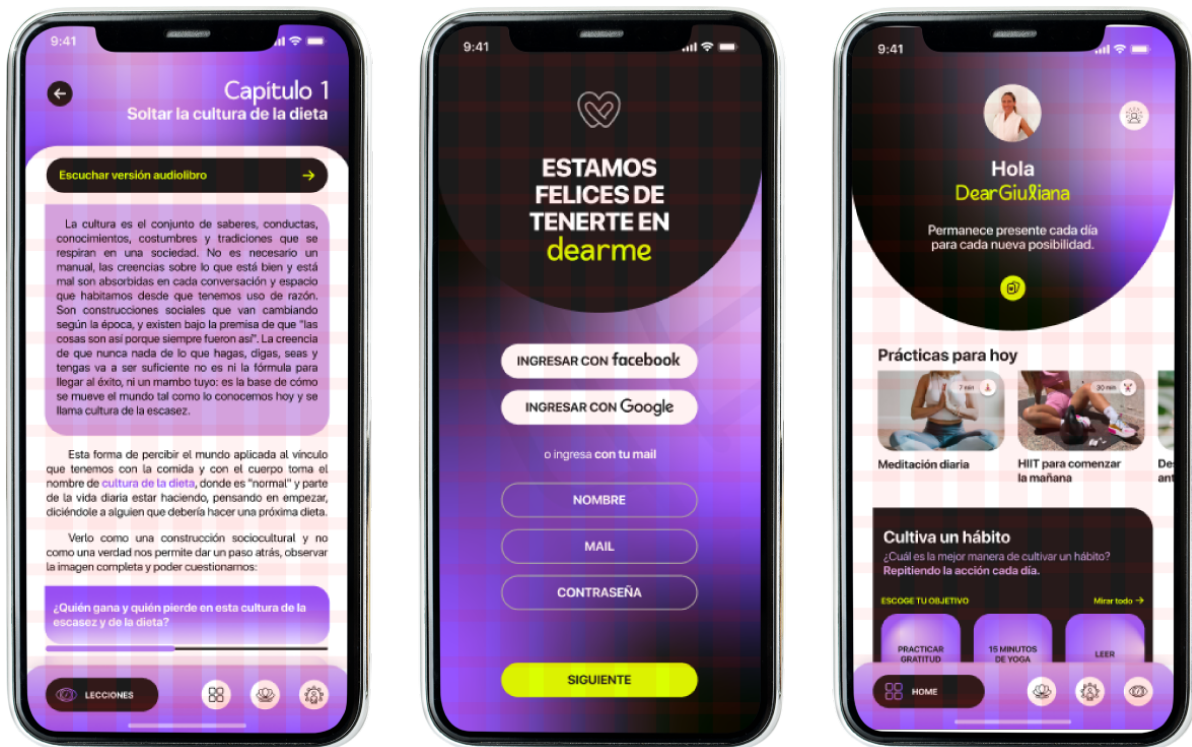 9:41
Capítulo 1
Soltar la cultura de la dieta
Escuchar versión audiolibro
La cultura es el conjunto de saberes, conductas,
conocimientos, costumbres y tradiciones que se
respiran en una sociedad. No es necesario un
manual, las creencias sobre lo que está bien y está
mal son absorbidas en cada conversación y espacio
que habitamos desde que tenemos uso de razón.
Son construcciones sociales que van cambiando
según la época, y existen bajo la premisa de que "las
cosas son así porque siempre fueron así". La creencia
de que nunca nada de lo que hagas, digas, seas y
tengas va a ser suficiente no es ni la fórmula para
llegar al éxito, ni un mambo tuyo: es la base de cómo
se mueve el mundo tal como lo conocemos hoy y se
llama cultura de la escasez.
Esta forma de percibir el mundo aplicada al vínculo
que tenemos con la comida y con el cuerpo toma el
nombre de cultura de la dieta, donde es "normal" y parte
de la vida diaria estar haciendo, pensando en empezar,
diciéndole a alguien que debería hacer una próxima dieta.
Verlo como una construcción sociocultural y no
como una verdad nos permite dar un paso atrás, observar
la imagen completa y poder cuestionarnos:
¿Quién gana y quién pierde en esta cultura de la
escasez y de la dieta?
LECCIONES
9:41
ESTAMOS
FELICES DE
TENERTE EN
dearme
INGRESAR CON facebook
INGRESAR CON Google
o ingresa con tu mail
NOMBRE
MAIL
CONTRASEÑA
SIGUIENTE
9:41
Hola
DearGiuliana
Permanece presente cada día
para cada nueva posibilidad.
Prácticas para hoy
7 min
30 min
Meditación diaria
HIIT para comenzar
la mañana
Des
ant
Cultiva un hábito
¿Cuál es la mejor manera de cultivar un hábito?
Repitiendo la acción cada día.
ESCOGE TU OBJETIVO
Mirar todo
PRACTICAR
GRATITUD
15 MINUTOS
DE YOGA
LEER
HOME